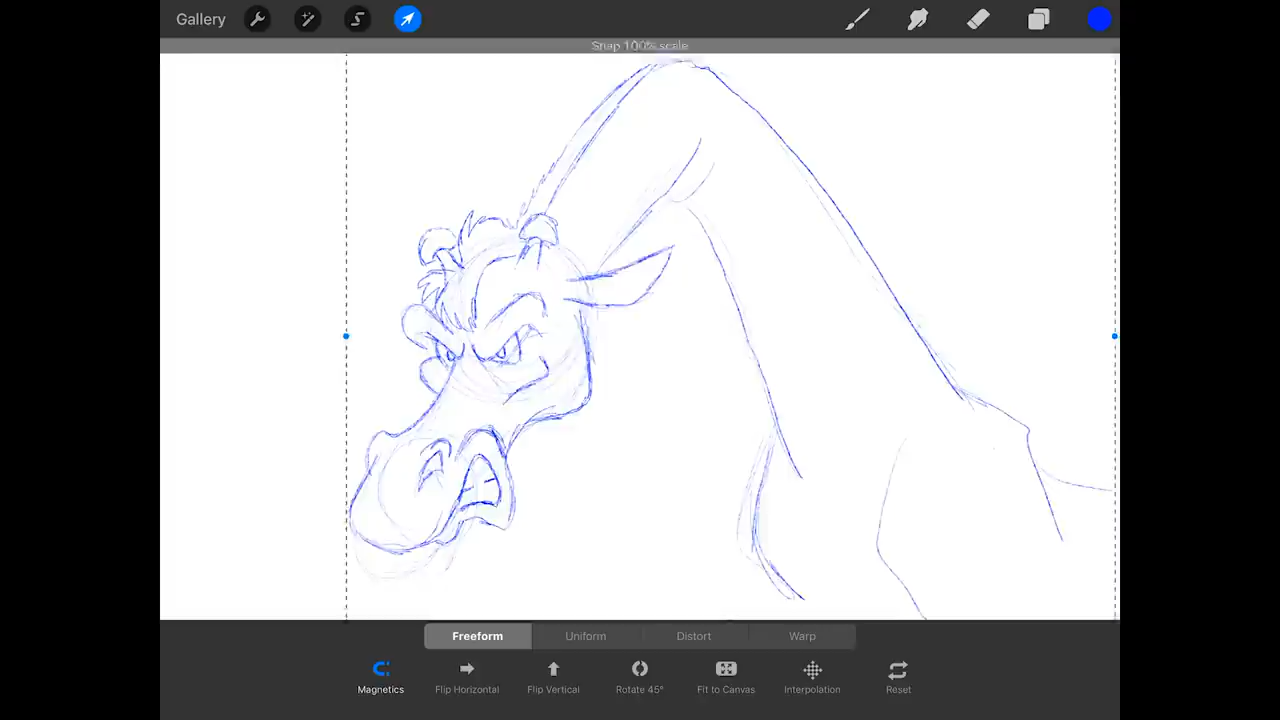 Gallery
Snap 100% scale
Freeform Uniform Distort Warp
Magnetics Flip Horizontal Flip Vertical Rotate 45° Fit to Canvas Interpolation Reset